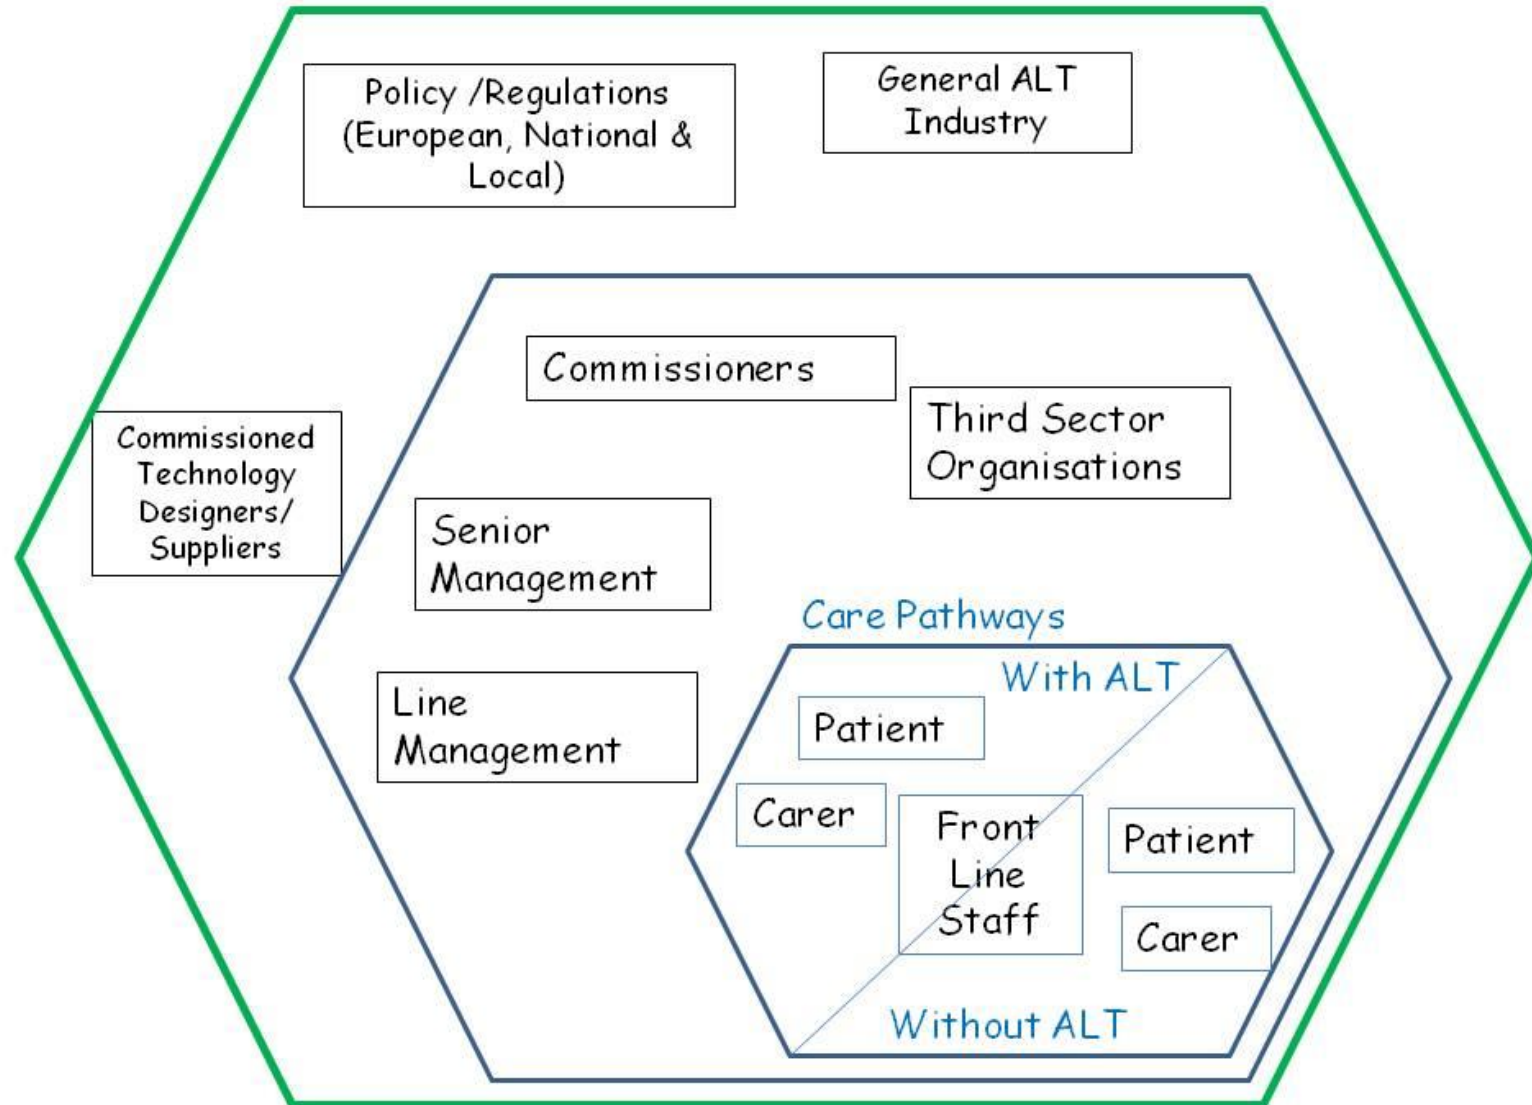 Policy /Regulations
(European, National &
Local)
General ALT
Industry
Commissioners
Third Sector
Organisations
Commissioned
Technology
Designers/
Suppliers
Senior
Management
Care Pathways
With ALT
Line
Management
Patient
Carer
Front
Line
Staff
Patient
Carer
Without ALT